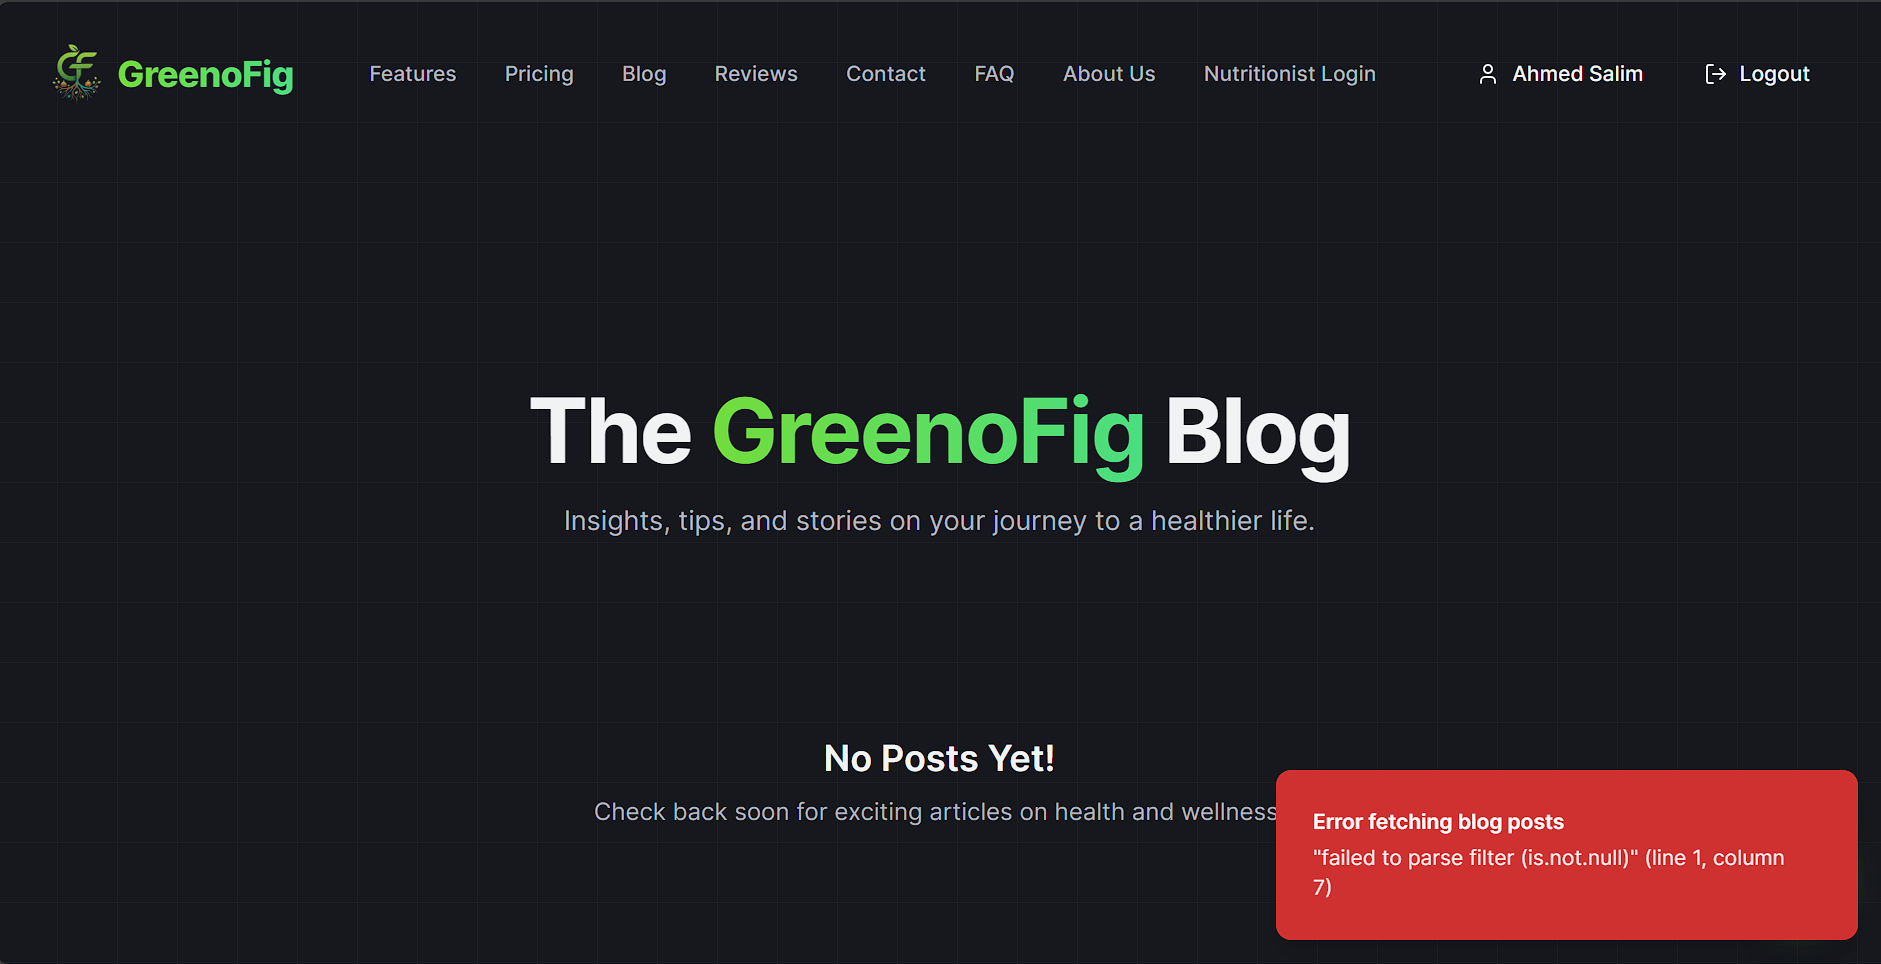 GreenoFig
Features
Pricing
Blog
Reviews
Contact
FAQ
About Us
Nutritionist Login
Ahmed Salim
Logout
The GreenoFig Blog
Insights, tips, and stories on your journey to a healthier life.
No Posts Yet!
Check back soon for exciting articles on health and wellness
Error fetching blog posts
"failed to parse filter (is.not.null)" (line 1, column
7)